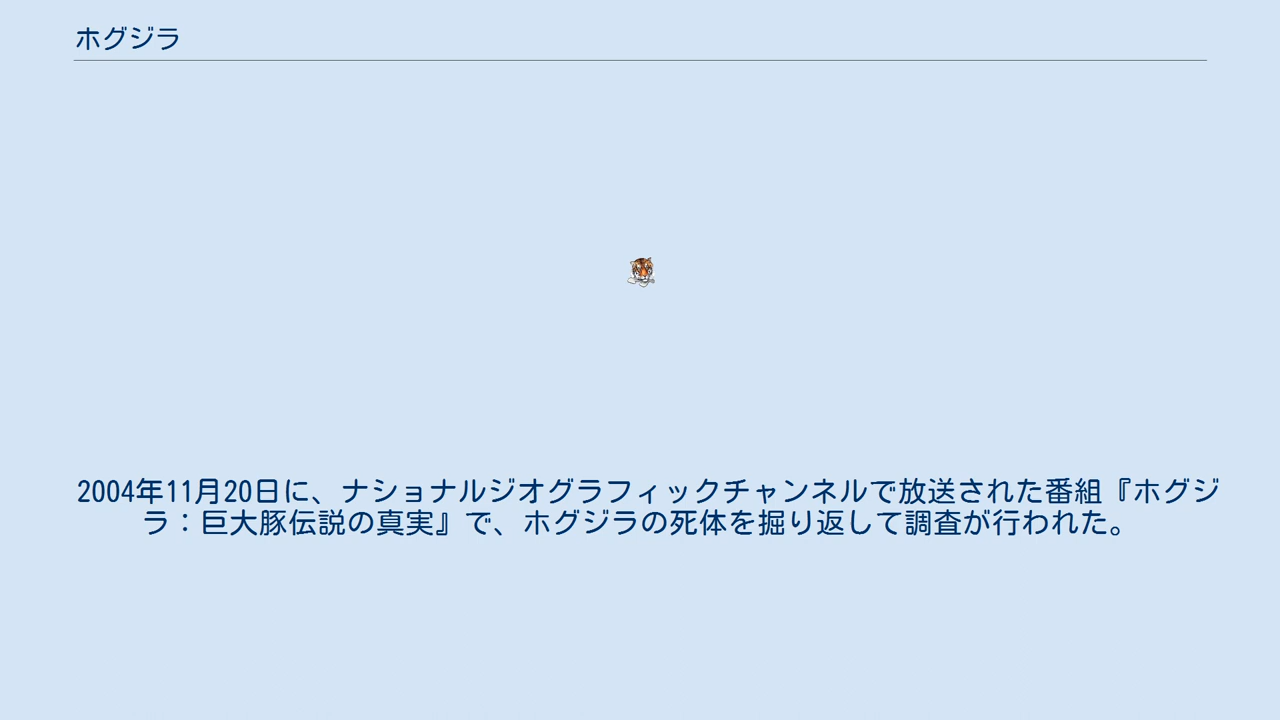 ホグジラ
2004年11月20日に、ナショナルジオグラフィックチャンネルで放送された番組『ホグジ
ラ：巨大豚伝説の真実』で、ホグジラの死体を掘り返して調査が行われた。